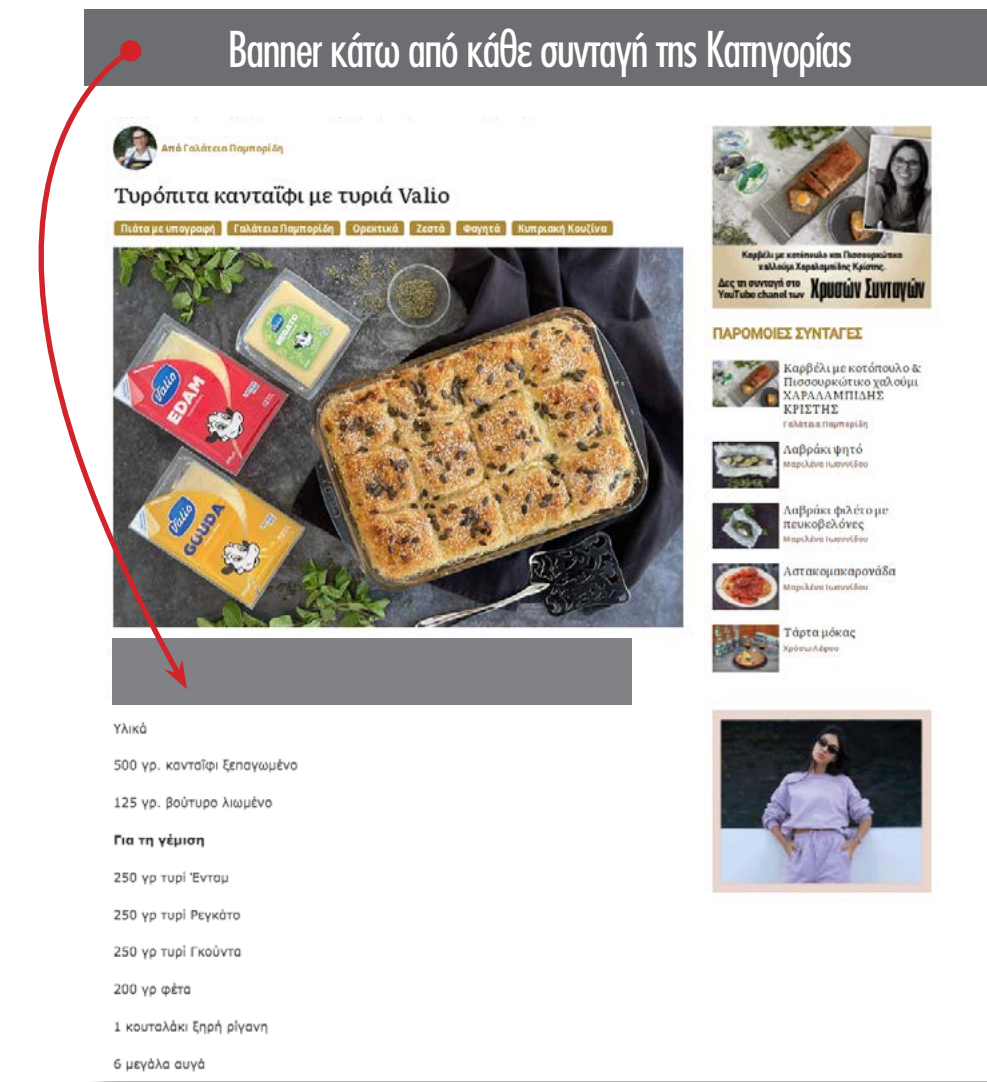 Banner κάτω από κάθε συνταγή της Κατηγορίας
Από Γαλάτεια Παμπορίδη
Τυρόπιτα κανταΐφι με τυριά Valio
Πιάτα με υπογραφή
Γαλάτεια Παμπορίδη
Ορεκτικά
Ζεστά
Φαγητά
Κυπριακή Κουζίνα
Valio
EDAM
Valio
REGATO
Valio
GOUDA
Υλικά
500 γρ. κανταΐφι ξεπαγωμένο
125 γρ. βούτυρο λιωμένο
Για τη γέμιση
250 γρ τυρί Ένταμ
250 γρ τυρί Ρεγκάτο
250 γρ τυρί Γκούντα
200 γρ φέτα
1 κουταλάκι ξηρή ρίγανη
6 μεγάλα αυγά
Καρβέλι με κοτόπουλο και Πισσουρκώτικο
χαλλούμι Χαραλαμπίδης Κρίστης.
Δες τη συνταγή στο
YouTube chanel των Χρυσών Συνταγών
ΠΑΡΟΜΟΙΕΣ ΣΥΝΤΑΓΕΣ
Καρβέλι με κοτόπουλο &
Πισσουρκώτικο χαλούμι
ΧΑΡΑΛΑΜΠΙΔΗΣ
ΚΡΙΣΤΗΣ
Γαλάτεια Παμπορίδη
Λαβράκι ψητό
Μαριλένα Ιωαννίδου
Λαβράκι φιλέτο με
πευκοβελόνες
Μαριλένα Ιωαννίδου
Αστακομακαρονάδα
Μαριλένα Ιωαννίδου
Τάρτα μόκας
Χρύσω Λέφου